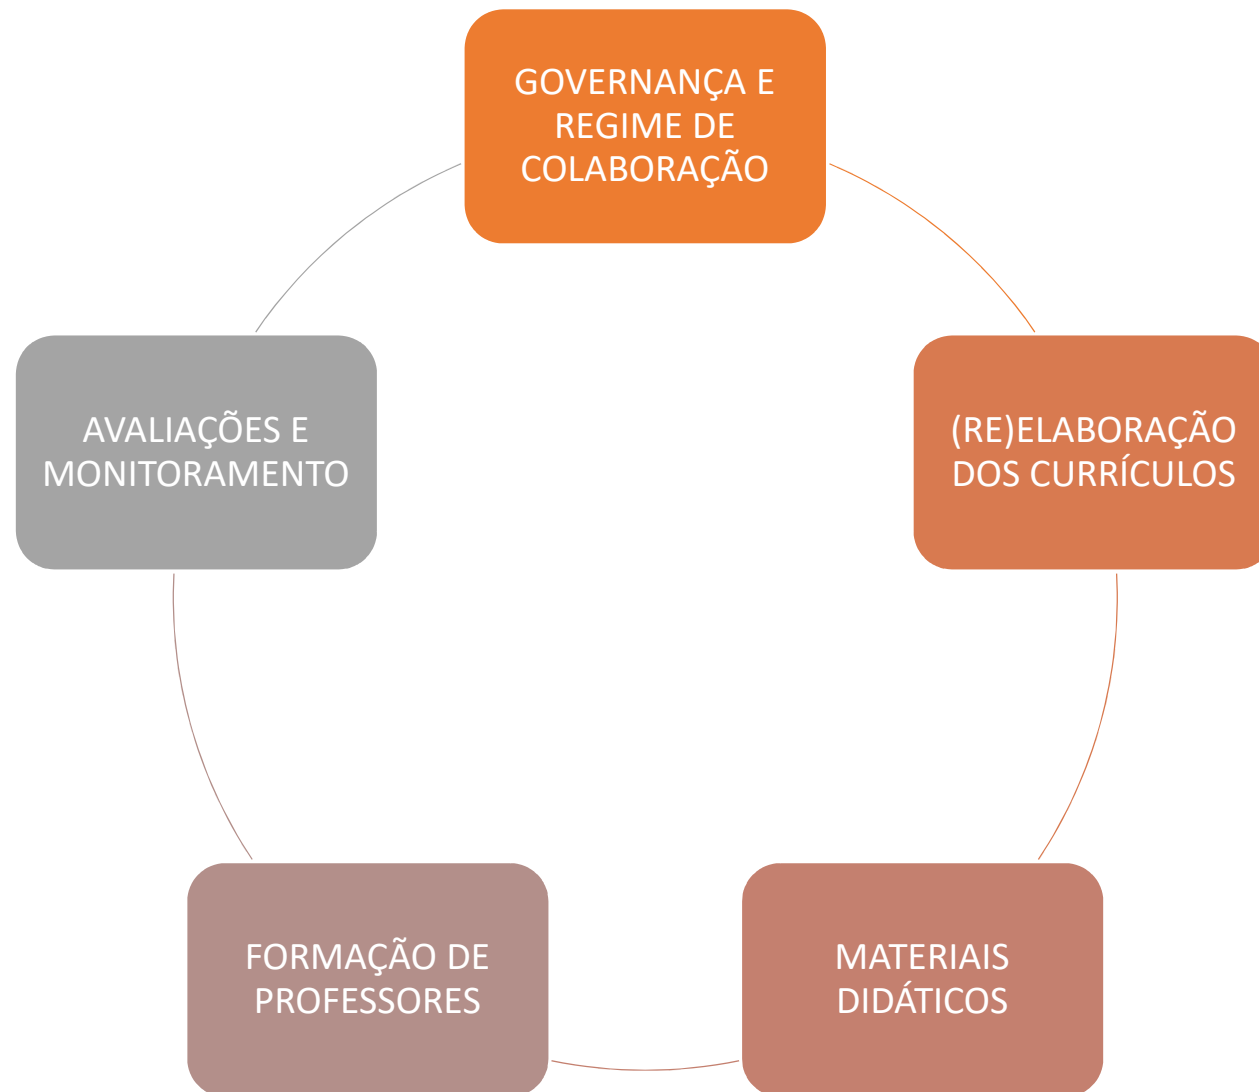 GOVERNANÇA E
REGIME DE
COLABORAÇÃO
(RE)ELABORAÇÃO
DOS CURRÍCULOS
MATERIAIS
DIDÁTICOS
FORMAÇÃO DE
PROFESSORES
AVALIAÇÕES E
MONITORAMENTO